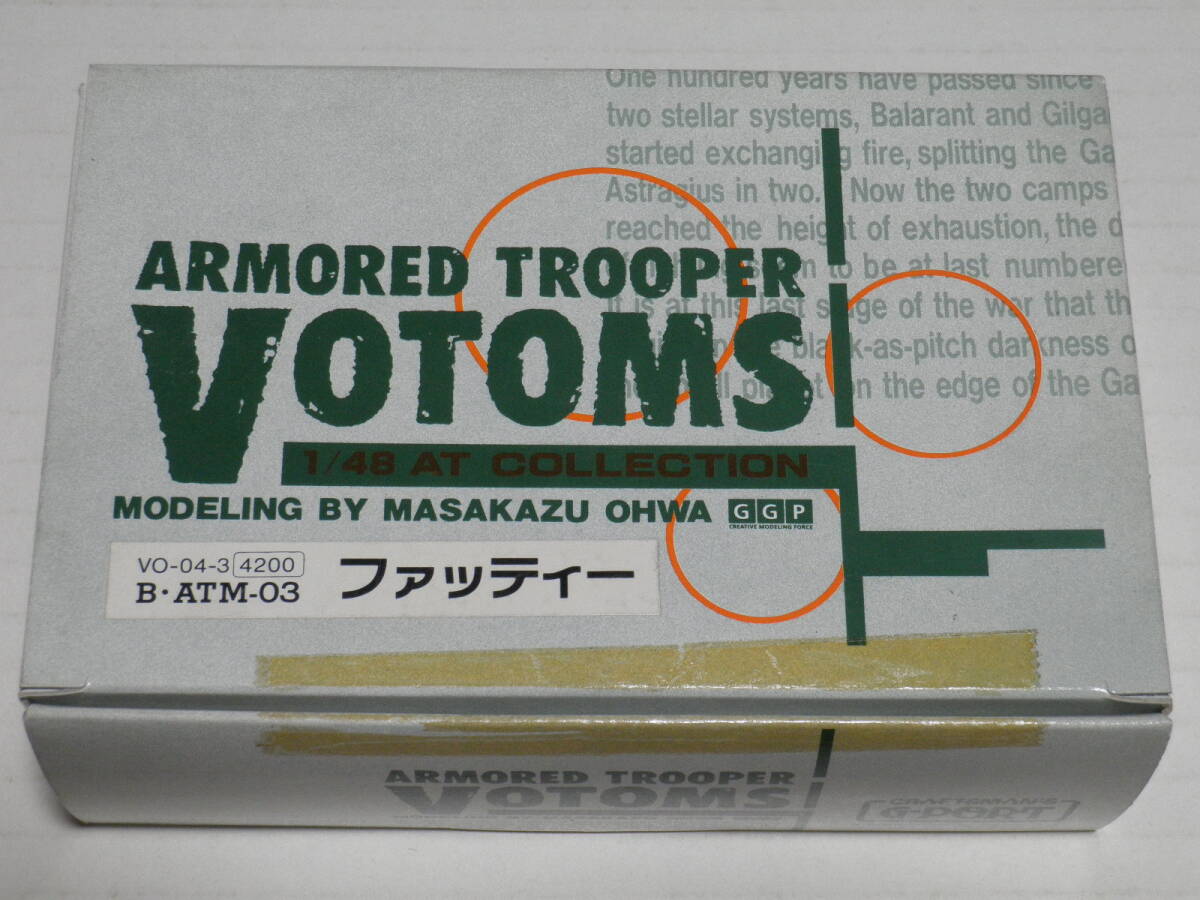 One hundred years have passed since
two stellar systems, Balarant and Gilga
started exchanging fire, splitting the Ga
Astragius in two. Now the two camps
reached the height of exhaustion, the d
to be at last numbere
It is at this last stage of the war that th
black-as-pitch darkness o
on the edge of the Ga
ARMORED TROOPER
VOTOMS
1/48 AT COLLECTION
MODELING BY MASAKAZU OHWA GGP
CREATIVE MODELING FORCE
VO-04-3 4200
B·ATM-03 ファッティー
ARMORED TROOPER
VOTOMS
CRAFTSMAN'S
G-PORT